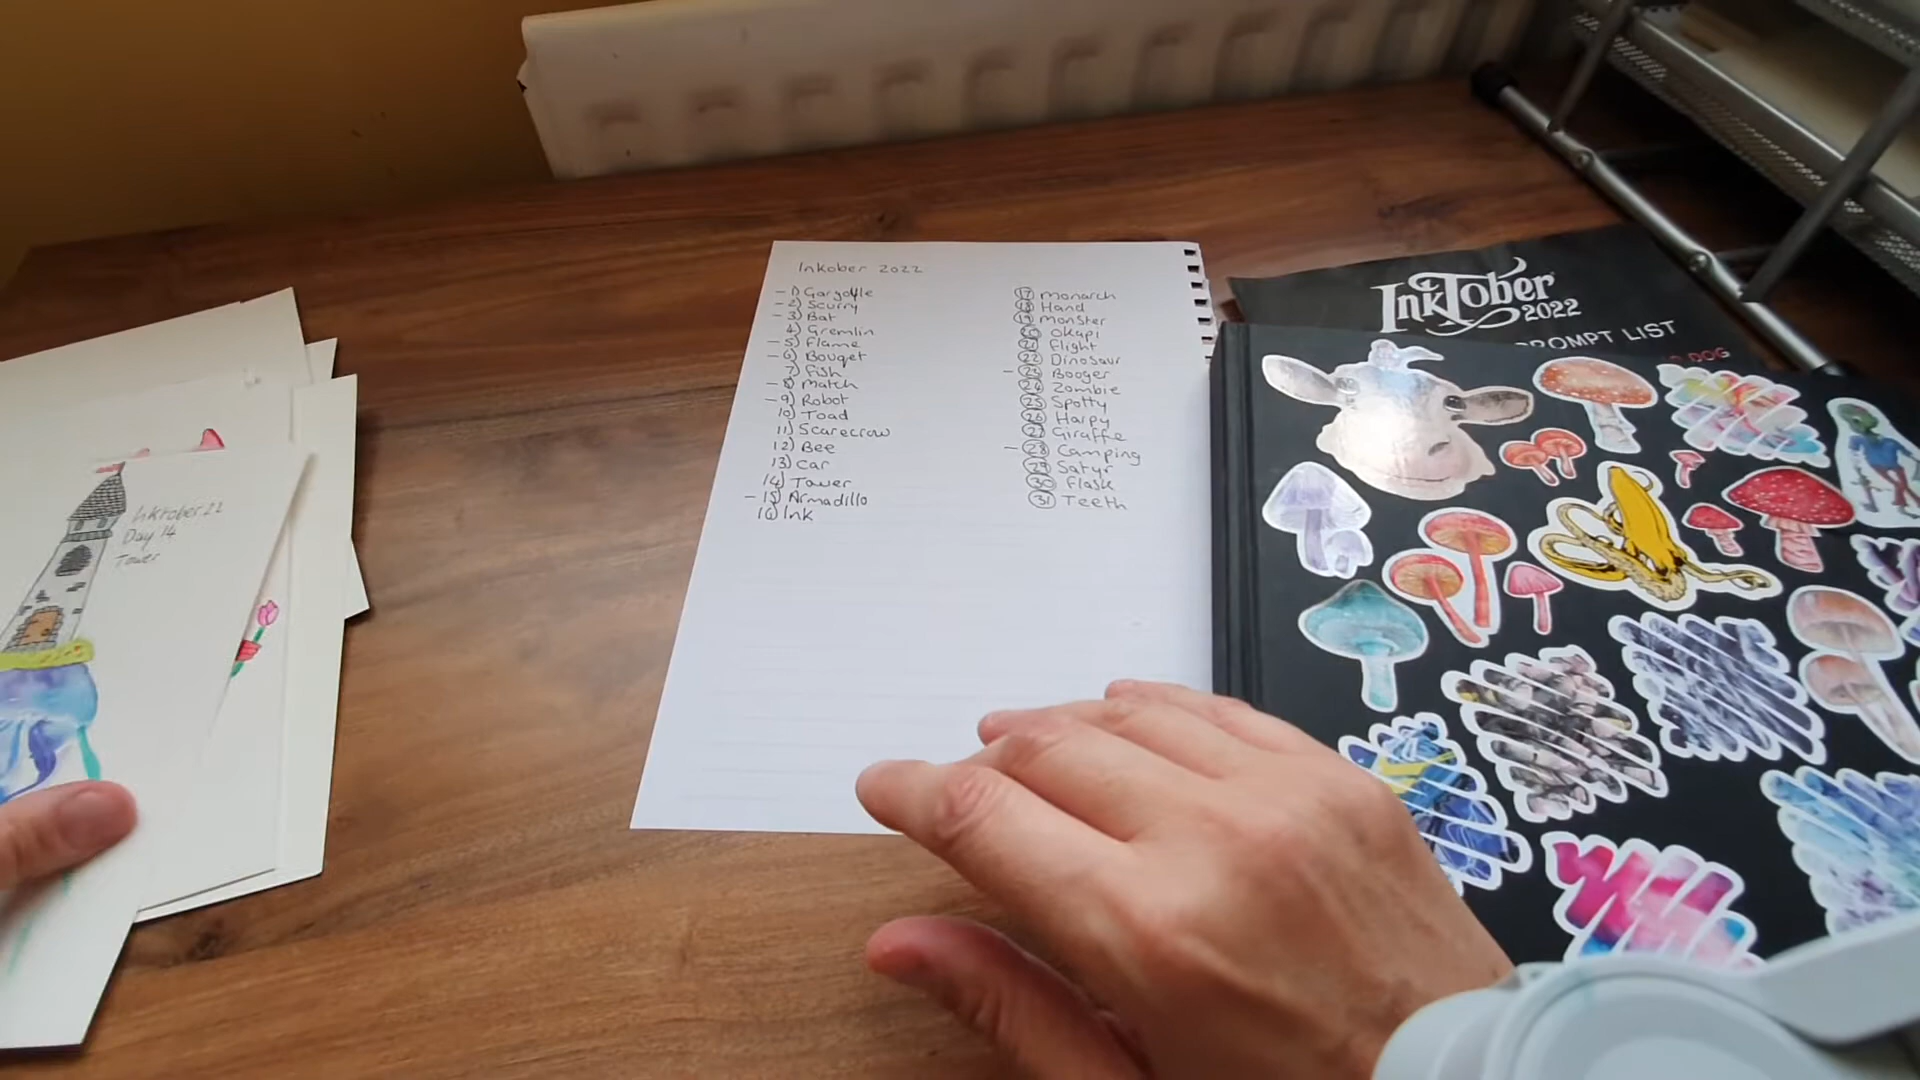 Inkober 2022
- 1) Gargoyle
- 2) Scurry
- 3) Bat
4) Gremlin
- 5) Flame
- 6) Bouqet
7) Fish
- 8) Match
- 9) Robot
10) Toad
11) Scarecrow
12) Bee
13) Car
14) Tower
- 15) Armadillo
16) Ink
17 Monarch
18 Hand
19 Monster
20 Okapi
21 Flight
22 Dinosaur
- 23 Booger
24 Zombie
25 Spotty
26 Harpy
27 Giraffe
- 28 Camping
29 Satyr
30 Flask
31 Teeth
Inktober 22
Day 14
Tower
InkTober
2022
PROMPT LIST
DOG